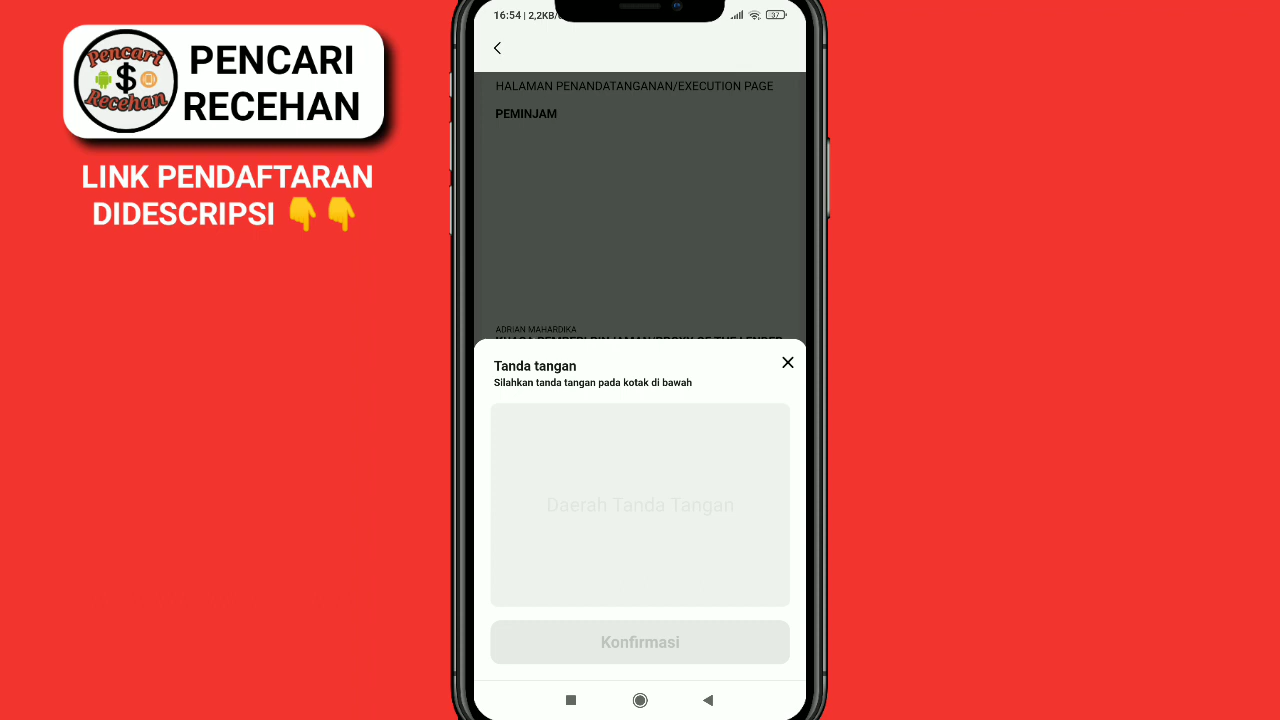 Pencari
$
Recehan
PENCARI
RECEHAN
LINK PENDAFTARAN
DIDESCRIPSI 👇👇
16:54 | 2,2KB/
37
HALAMAN PENANDATANGANAN/EXECUTION PAGE
PEMINJAM
ADRIAN MAHARDIKA
Tanda tangan
Silahkan tanda tangan pada kotak di bawah
Daerah Tanda Tangan
Konfirmasi